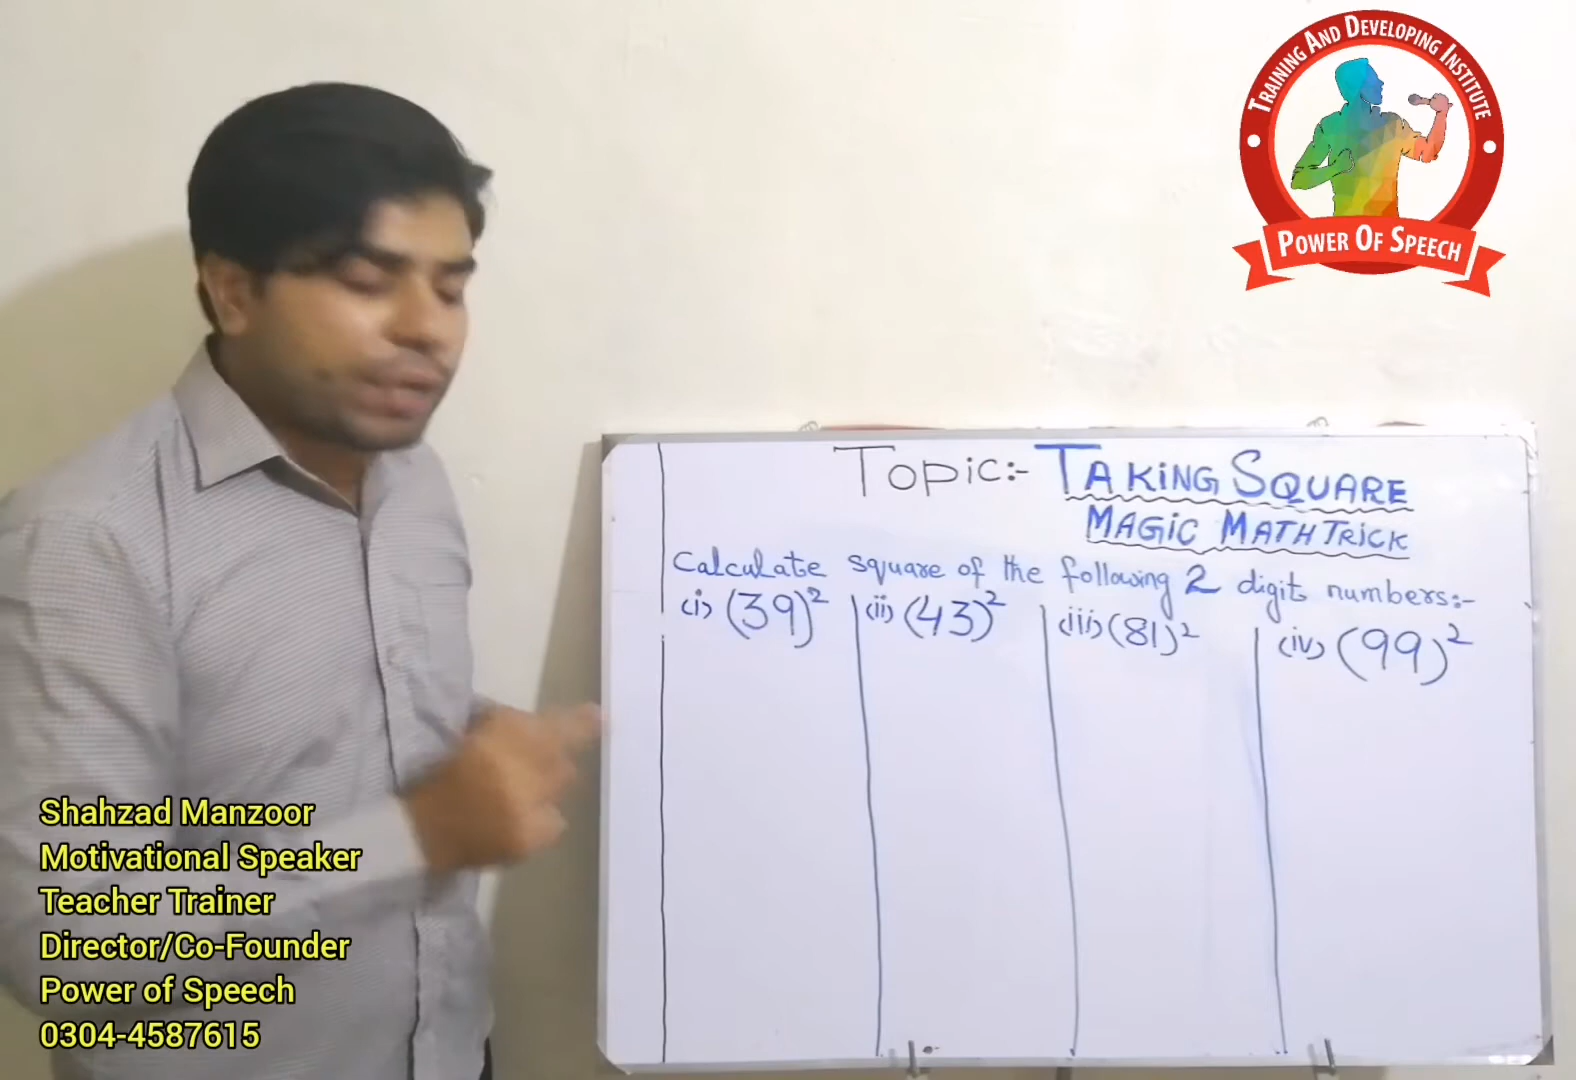 TRAINING AND DEVELOPING INSTITUTE
POWER OF SPEECH
Topic:- TAKING SQUARE
MAGIC MATH TRICK
Calculate square of the following 2 digit numbers:-
(i) (39)² (ii) (43)² (iii) (81)² (iv) (99)²
Shahzad Manzoor
Motivational Speaker
Teacher Trainer
Director/Co-Founder
Power of Speech
0304-4587615